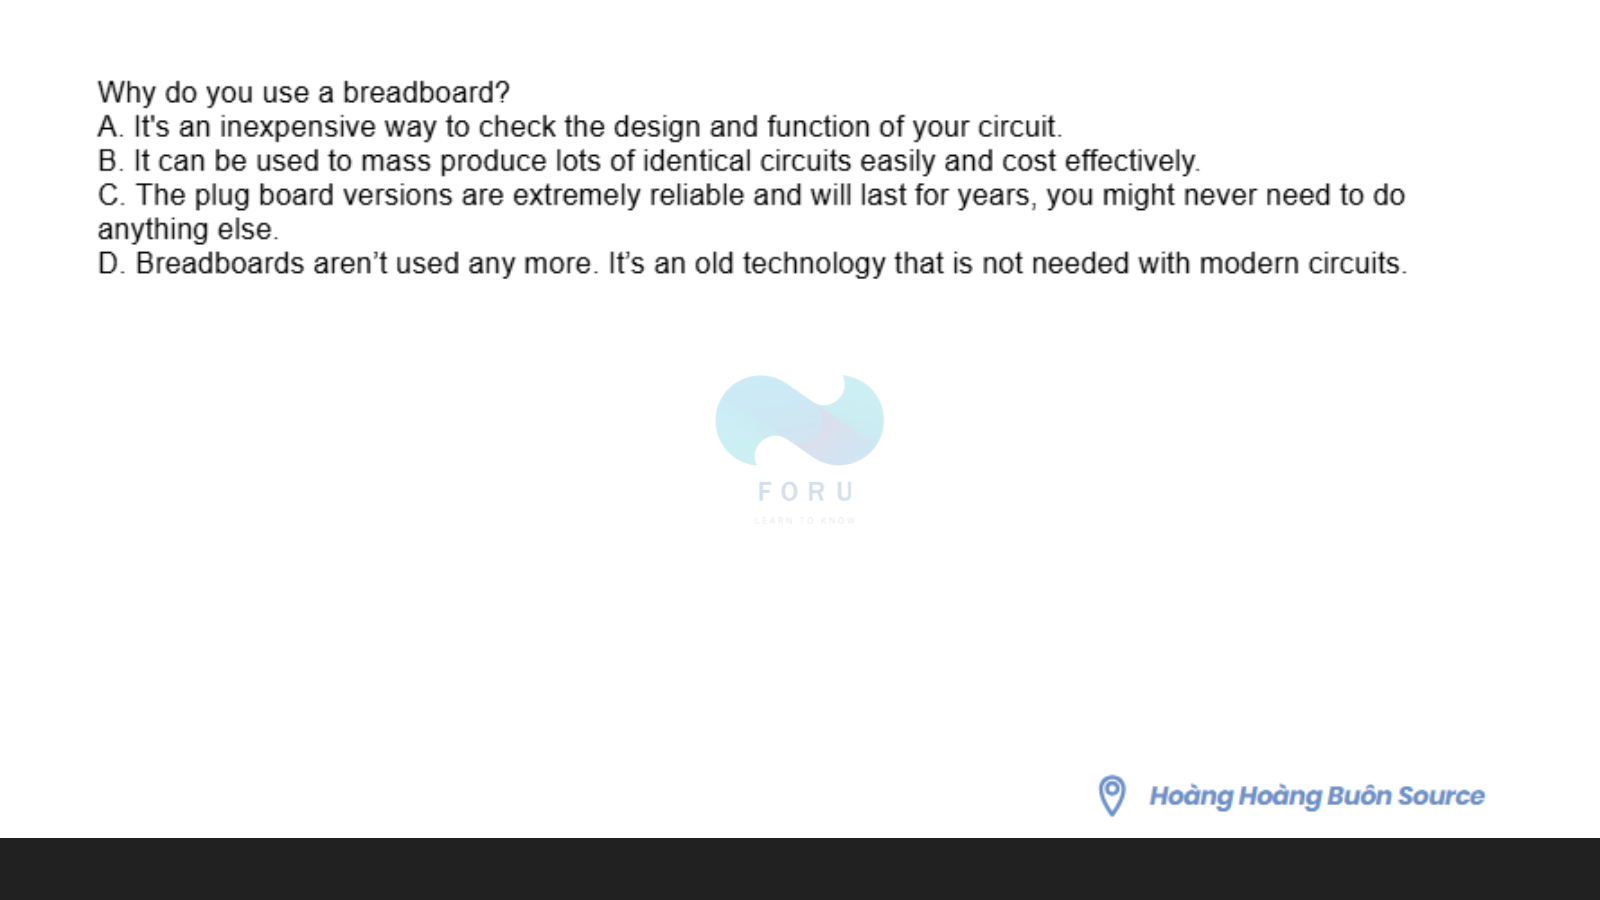 Why do you use a breadboard?
A. It's an inexpensive way to check the design and function of your circuit.
B. It can be used to mass produce lots of identical circuits easily and cost effectively.
C. The plug board versions are extremely reliable and will last for years, you might never need to do
anything else.
D. Breadboards aren’t used any more. It’s an old technology that is not needed with modern circuits.
FORU
LEARN TO KNOW
Hoàng Hoàng Buôn Source